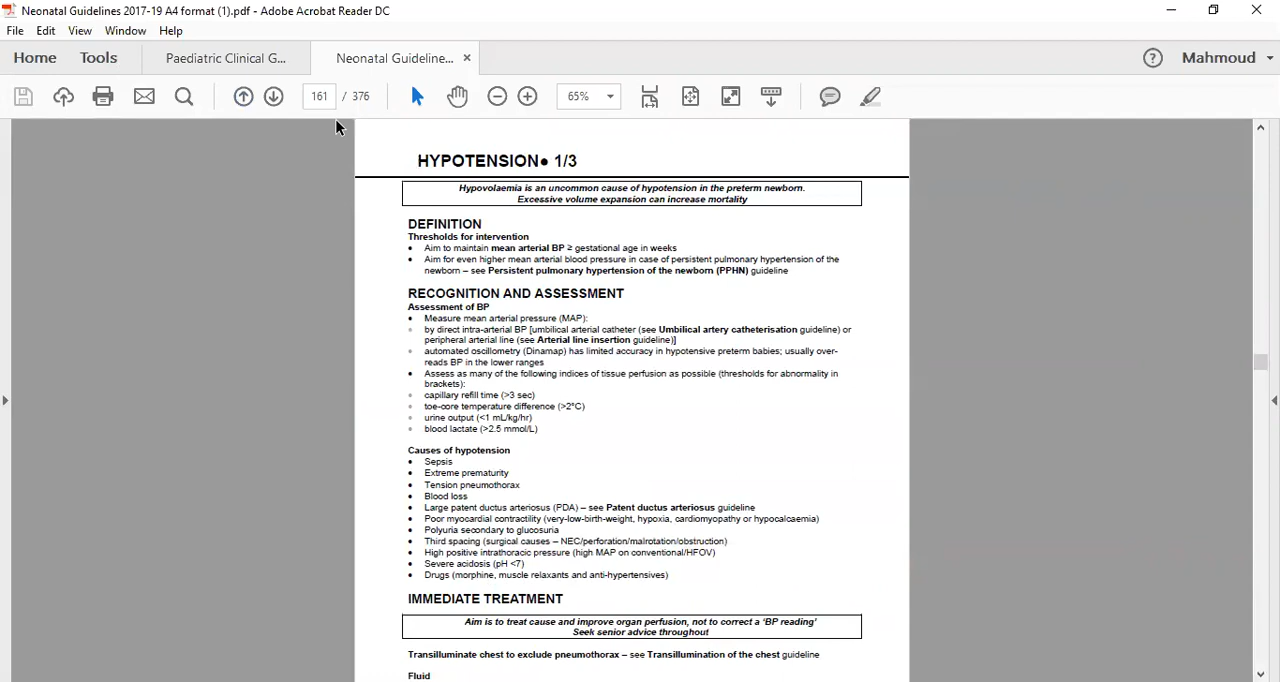 Neonatal Guidelines 2017-19 A4 format (1).pdf - Adobe Acrobat Reader DC
File Edit View Window Help
Home Tools Paediatric Clinical G... Neonatal Guideline... × ? Mahmoud
161 / 376 65%
HYPOTENSION● 1/3
Hypovolaemia is an uncommon cause of hypotension in the preterm newborn.
Excessive volume expansion can increase mortality
DEFINITION
Thresholds for intervention
• Aim to maintain mean arterial BP ≥ gestational age in weeks
• Aim for even higher mean arterial blood pressure in case of persistent pulmonary hypertension of the
newborn – see Persistent pulmonary hypertension of the newborn (PPHN) guideline
RECOGNITION AND ASSESSMENT
Assessment of BP
• Measure mean arterial pressure (MAP):
• by direct intra-arterial BP [umbilical arterial catheter (see Umbilical artery catheterisation guideline) or
peripheral arterial line (see Arterial line insertion guideline)]
• automated oscillometry (Dinamap) has limited accuracy in hypotensive preterm babies; usually over-
reads BP in the lower ranges
• Assess as many of the following indices of tissue perfusion as possible (thresholds for abnormality in
brackets):
• capillary refill time (>3 sec)
• toe-core temperature difference (>2°C)
• urine output (<1 mL/kg/hr)
• blood lactate (>2.5 mmol/L)
Causes of hypotension
• Sepsis
• Extreme prematurity
• Tension pneumothorax
• Blood loss
• Large patent ductus arteriosus (PDA) – see Patent ductus arteriosus guideline
• Poor myocardial contractility (very-low-birth-weight, hypoxia, cardiomyopathy or hypocalcaemia)
• Polyuria secondary to glucosuria
• Third spacing (surgical causes – NEC/perforation/malrotation/obstruction)
• High positive intrathoracic pressure (high MAP on conventional/HFOV)
• Severe acidosis (pH <7)
• Drugs (morphine, muscle relaxants and anti-hypertensives)
IMMEDIATE TREATMENT
Aim is to treat cause and improve organ perfusion, not to correct a ‘BP reading’
Seek senior advice throughout
Transilluminate chest to exclude pneumothorax – see Transillumination of the chest guideline
Fluid